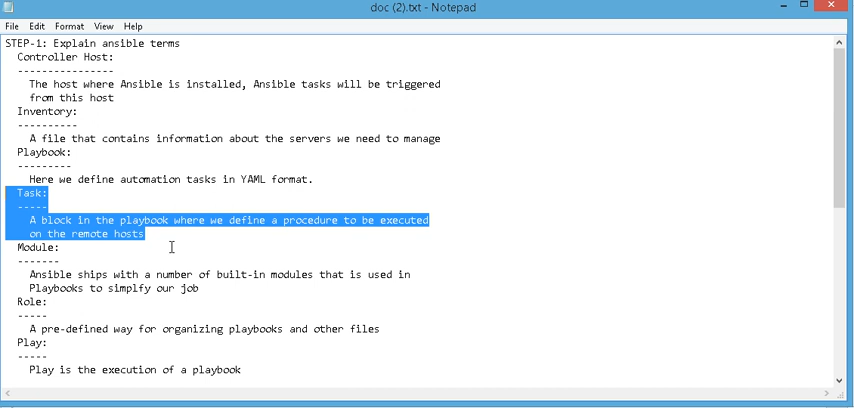 doc (2).txt - Notepad
File Edit Format View Help
STEP-1: Explain ansible terms
Controller Host:
----------------
The host where Ansible is installed, Ansible tasks will be triggered
from this host
Inventory:
----------
A file that contains information about the servers we need to manage
Playbook:
---------
Here we define automation tasks in YAML format.
Task:
-----
A block in the playbook where we define a procedure to be executed
on the remote hosts
Module:
-------
Ansible ships with a number of built-in modules that is used in
Playbooks to simplfy our job
Role:
-----
A pre-defined way for organizing playbooks and other files
Play:
-----
Play is the execution of a playbook